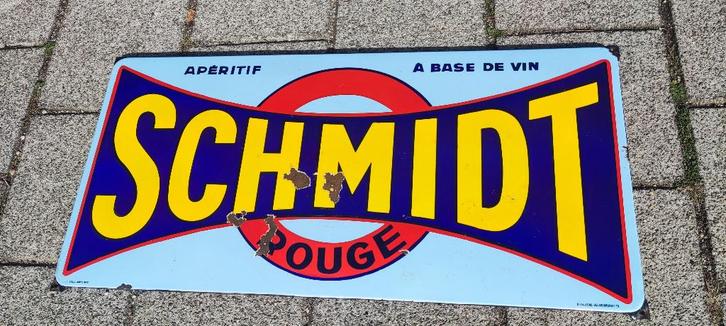 APÉRITIF A BASE DE VIN
SCHMIDT
ROUGE